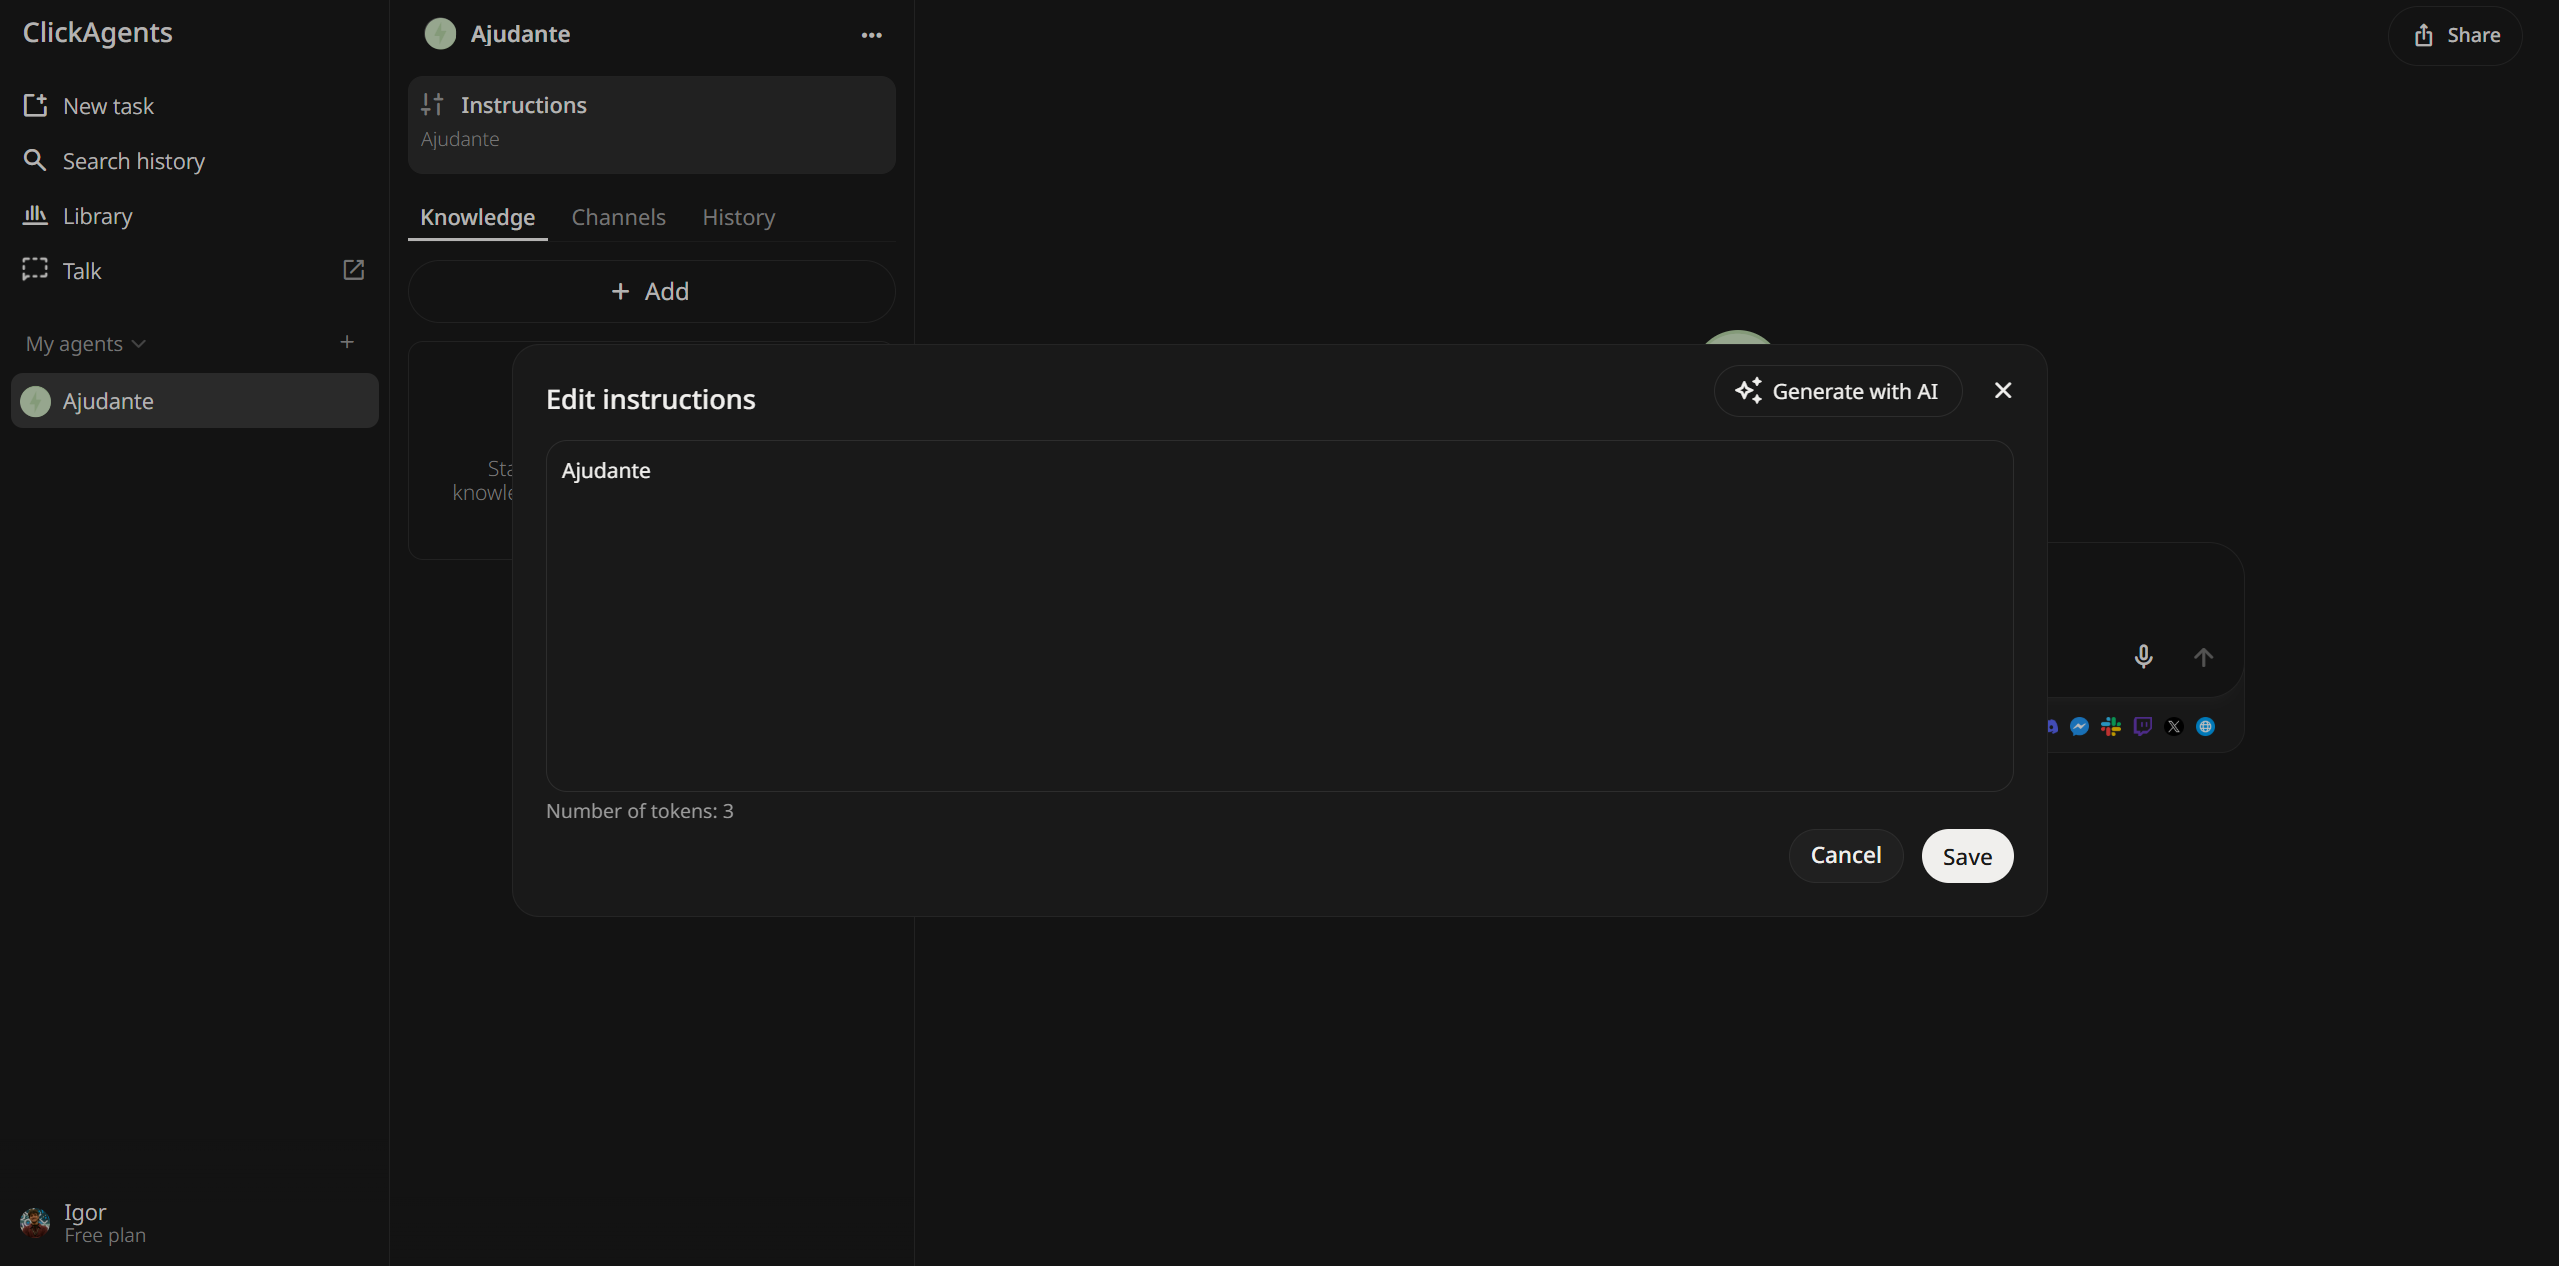 ClickAgents
New task
Search history
Library
Talk
My agents
Ajudante
Igor
Free plan
Ajudante
Instructions
Ajudante
Knowledge
Channels
History
Add
Share
Edit instructions
Generate with AI
Ajudante
Number of tokens: 3
Cancel
Save